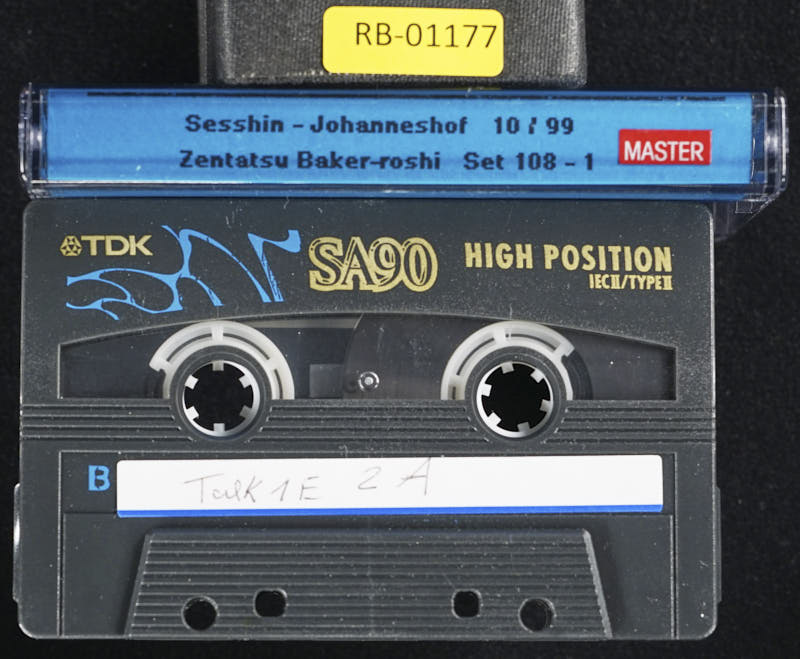 RB-01177
Sesshin - Johanneshof 10 / 99
Zentatsu Baker-roshi Set 108 - 1
MASTER
TDK SA90 HIGH POSITION
IECII/TYPEII
B
Talk 1E 2 A